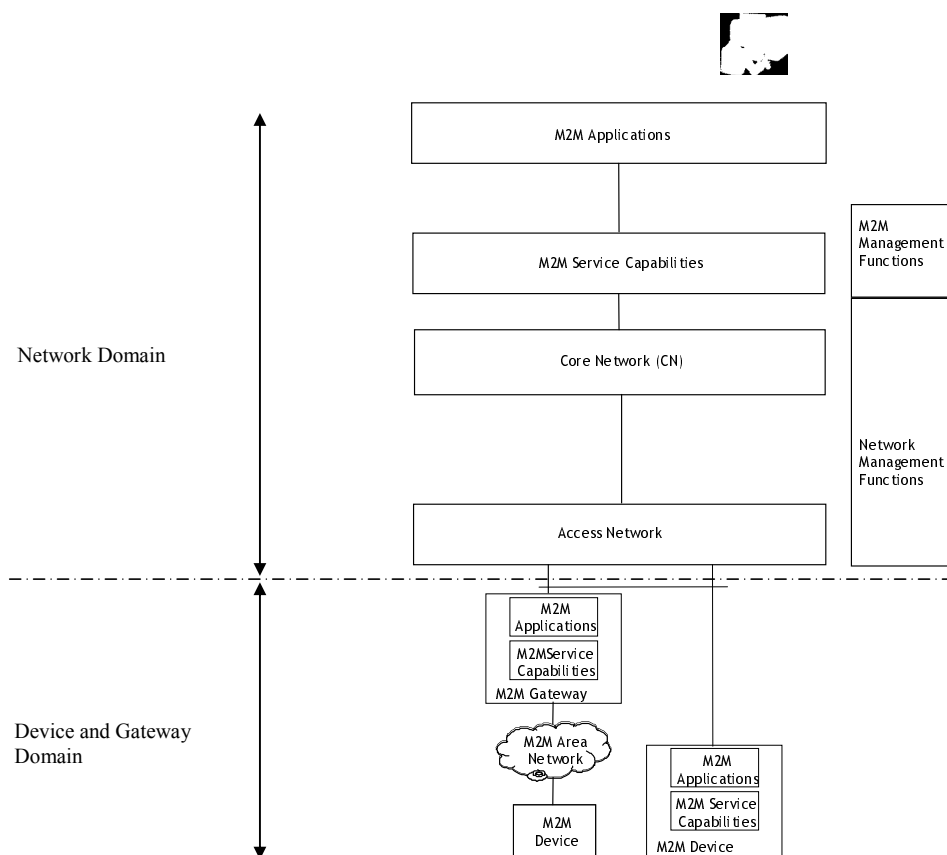 M2M Applications
M2M
Management
Functions
M2M Service Capabilities
Network Domain
Core Network (CN)
Network
Management
Functions
Access Network
M2M
Applications
M2MService
Capabilities
M2M Gateway
Device and Gateway
Domain
M2M Area
Network
M2M
Applications
M2M Service
Capabilities
M2M Device
M2M
Device